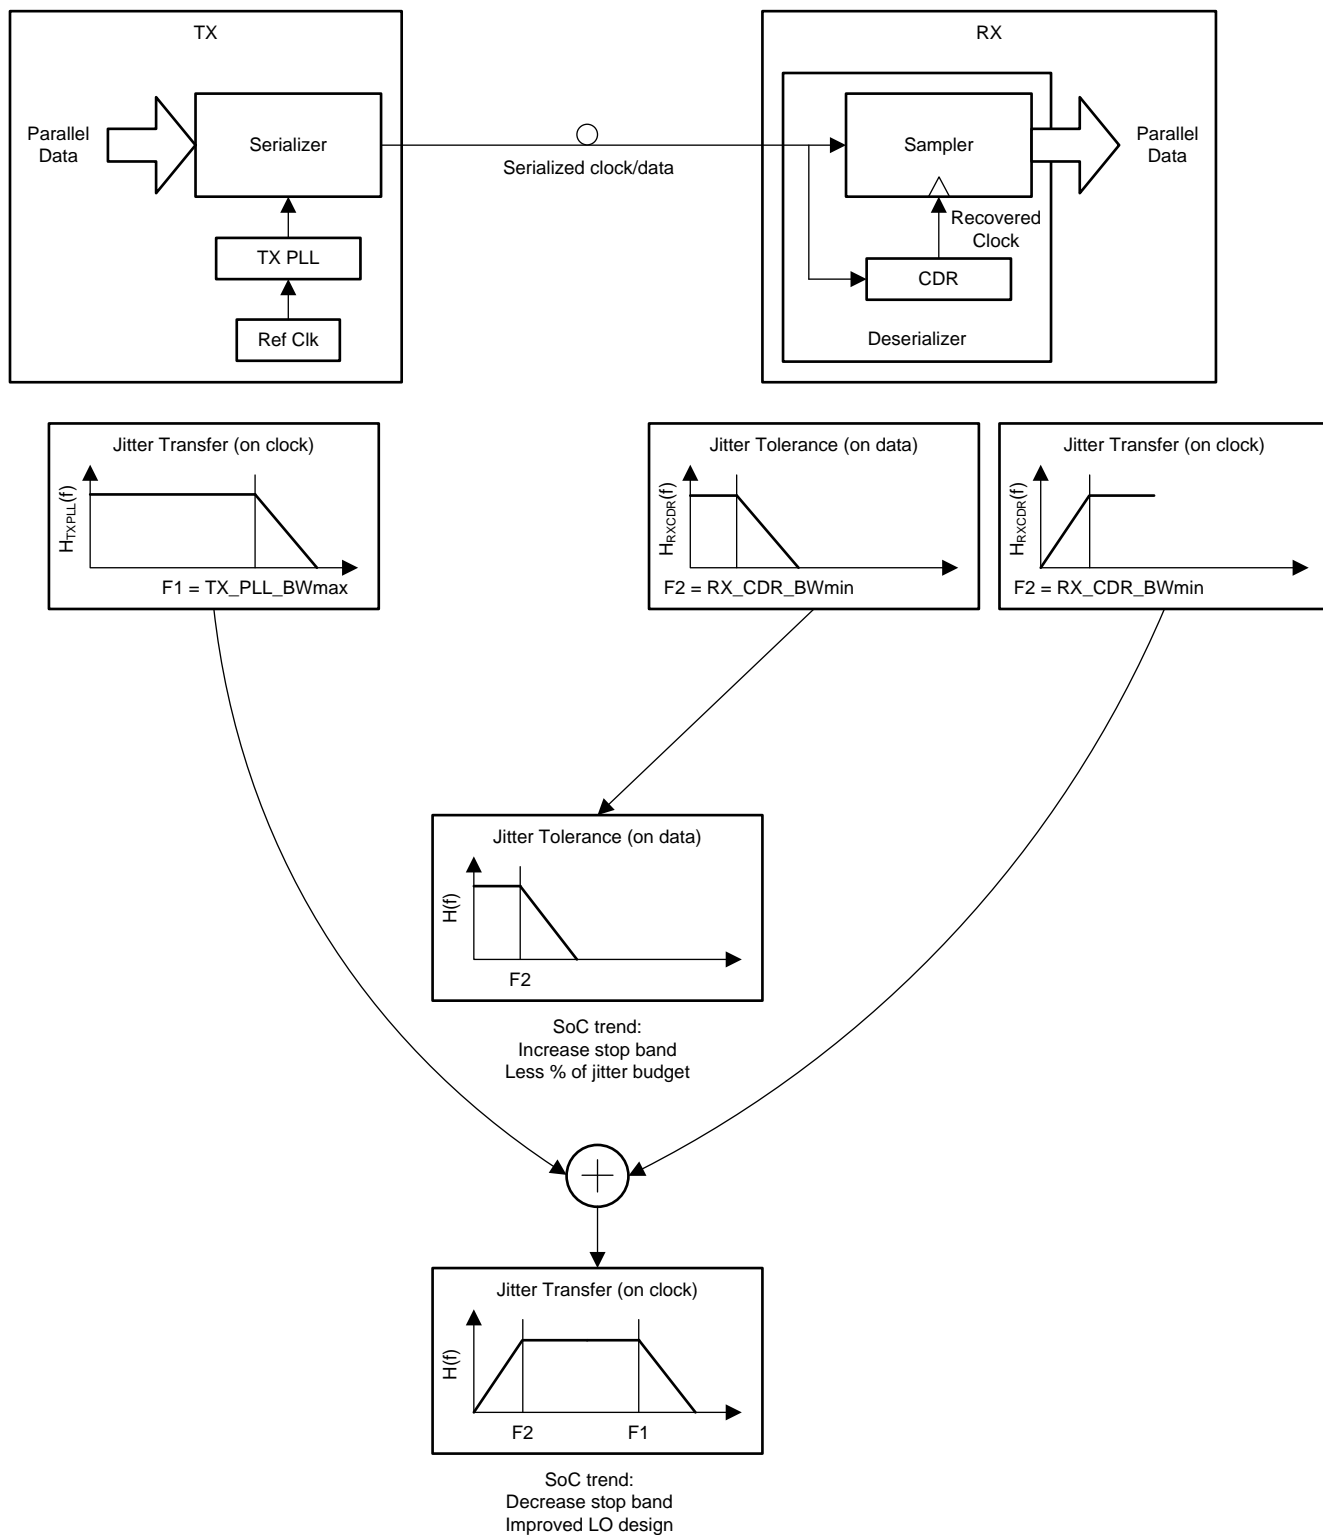 TX
Parallel
Data
Serializer
TX PLL
Ref Clk
Serialized clock/data
RX
Sampler
Recovered
Clock
CDR
Deserializer
Parallel
Data
Jitter Transfer (on clock)
HTXPLL(f)
F1 = TX_PLL_BWmax
Jitter Tolerance (on data)
HRXCDR(f)
F2 = RX_CDR_BWmin
Jitter Transfer (on clock)
HRXCDR(f)
F2 = RX_CDR_BWmin
Jitter Tolerance (on data)
H(f)
F2
SoC trend:
Increase stop band
Less % of jitter budget
Jitter Transfer (on clock)
H(f)
F2
F1
SoC trend:
Decrease stop band
Improved LO design